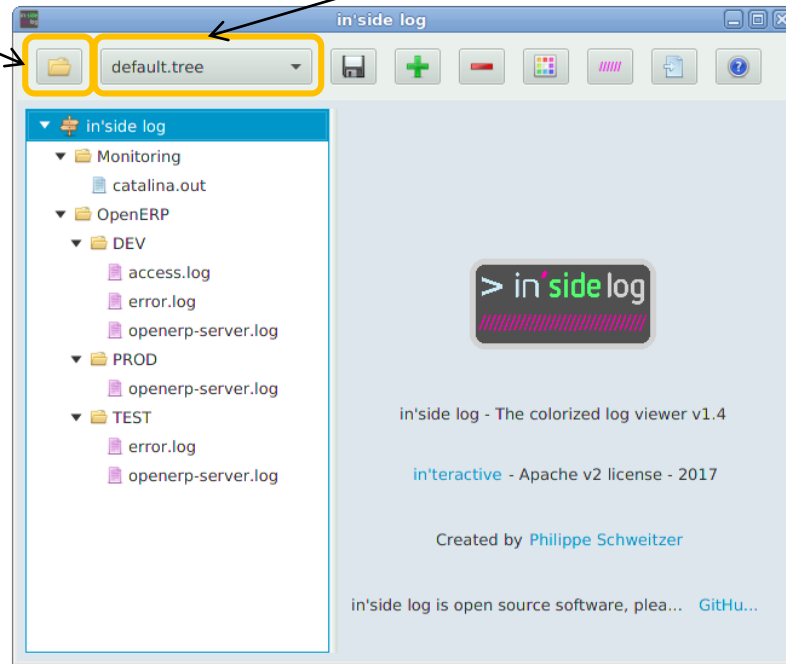 in'side log
default.tree
in'side log
Monitoring
catalina.out
OpenERP
DEV
access.log
error.log
openerp-server.log
PROD
openerp-server.log
TEST
error.log
openerp-server.log
> in'side log
in'side log - The colorized log viewer v1.4
in'teractive - Apache v2 license - 2017
Created by Philippe Schweitzer
in'side log is open source software, plea... GitHu...